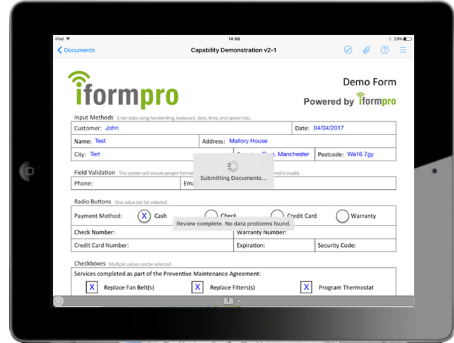 iPad 14:56 23%
Documents Capability Demonstration v2-1
iformpro
Demo Form
Powered by iformpro
Input Methods Enter data using handwriting, keyboard, date, time, and option lists.
Customer: John Date: 04/04/2017
Name: Test Address: Mallory House
City: Tert Manchester Postcode: Wa16 7gy
Field Validation The system will ensure proper format is invalid.
Submitting Documents...
Phone: Ema
Radio Buttons One value can be selected.
Payment Method: X Cash Check Credit Card Warranty
Review complete. No data problems found.
Check Number: Warranty Number:
Credit Card Number: Expiration: Security Code:
Checkboxes Multiple values can be selected.
Services completed as part of the Preventive Maintenance Agreement:
X Replace Fan Belt(s) X Replace Filters(s) X Program Thermostat
1